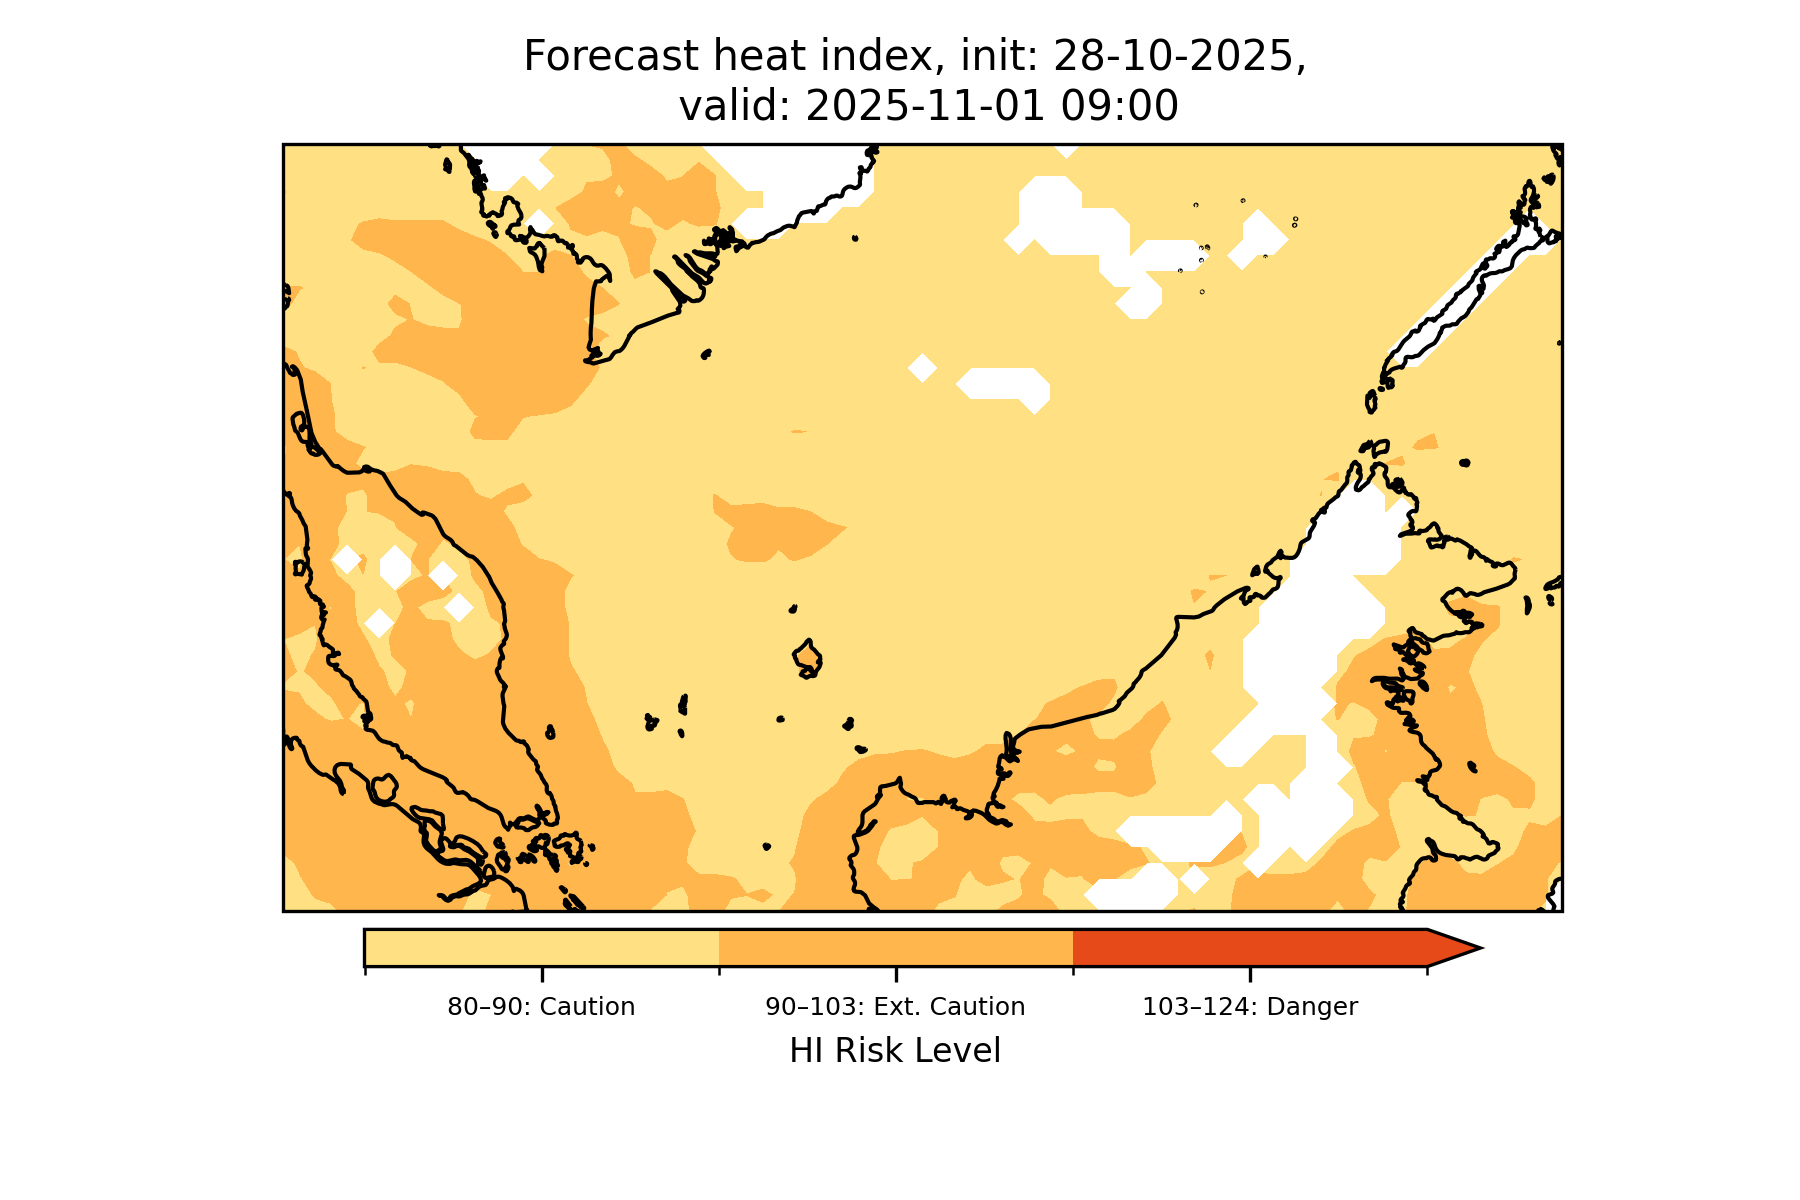 Forecast heat index, init: 28-10-2025,
valid: 2025-11-01 09:00
80–90: Caution
90–103: Ext. Caution
103–124: Danger
HI Risk Level